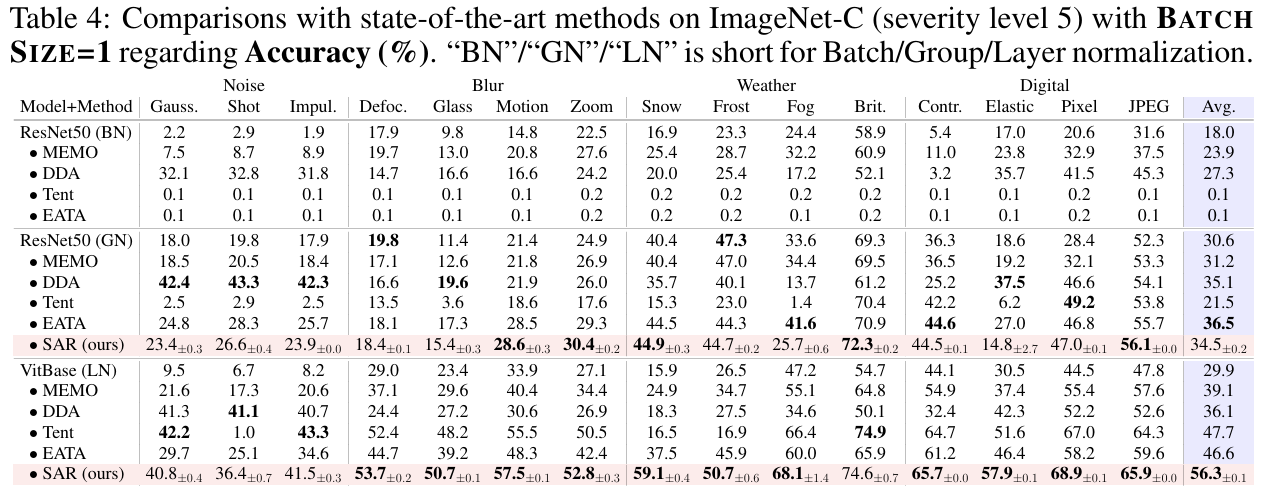 Table 4: Comparisons with state-of-the-art methods on ImageNet-C (severity level 5) with BATCH
SIZE=1 regarding Accuracy (%). “BN”/“GN”/“LN” is short for Batch/Group/Layer normalization.
Noise Blur Weather Digital
Model+Method Gauss. Shot Impul. Defoc. Glass Motion Zoom Snow Frost Fog Brit. Contr. Elastic Pixel JPEG Avg.
ResNet50 (BN) 2.2 2.9 1.9 17.9 9.8 14.8 22.5 16.9 23.3 24.4 58.9 5.4 17.0 20.6 31.6 18.0
• MEMO 7.5 8.7 8.9 19.7 13.0 20.8 27.6 25.4 28.7 32.2 60.9 11.0 23.8 32.9 37.5 23.9
• DDA 32.1 32.8 31.8 14.7 16.6 16.6 24.2 20.0 25.4 17.2 52.1 3.2 35.7 41.5 45.3 27.3
• Tent 0.1 0.1 0.1 0.1 0.1 0.1 0.2 0.2 0.2 0.2 0.2 0.1 0.1 0.2 0.1 0.1
• EATA 0.1 0.1 0.1 0.1 0.1 0.1 0.2 0.2 0.2 0.1 0.2 0.1 0.1 0.2 0.1 0.1
ResNet50 (GN) 18.0 19.8 17.9 19.8 11.4 21.4 24.9 40.4 47.3 33.6 69.3 36.3 18.6 28.4 52.3 30.6
• MEMO 18.5 20.5 18.4 17.1 12.6 21.8 26.9 40.4 47.0 34.4 69.5 36.5 19.2 32.1 53.3 31.2
• DDA 42.4 43.3 42.3 16.6 19.6 21.9 26.0 35.7 40.1 13.7 61.2 25.2 37.5 46.6 54.1 35.1
• Tent 2.5 2.9 2.5 13.5 3.6 18.6 17.6 15.3 23.0 1.4 70.4 42.2 6.2 49.2 53.8 21.5
• EATA 24.8 28.3 25.7 18.1 17.3 28.5 29.3 44.5 44.3 41.6 70.9 44.6 27.0 46.8 55.7 36.5
• SAR (ours) 23.4±0.3 26.6±0.4 23.9±0.0 18.4±0.1 15.4±0.3 28.6±0.3 30.4±0.2 44.9±0.3 44.7±0.2 25.7±0.6 72.3±0.2 44.5±0.1 14.8±2.7 47.0±0.1 56.1±0.0 34.5±0.2
VitBase (LN) 9.5 6.7 8.2 29.0 23.4 33.9 27.1 15.9 26.5 47.2 54.7 44.1 30.5 44.5 47.8 29.9
• MEMO 21.6 17.3 20.6 37.1 29.6 40.4 34.4 24.9 34.7 55.1 64.8 54.9 37.4 55.4 57.6 39.1
• DDA 41.3 41.1 40.7 24.4 27.2 30.6 26.9 18.3 27.5 34.6 50.1 32.4 42.3 52.2 52.6 36.1
• Tent 42.2 1.0 43.3 52.4 48.2 55.5 50.5 16.5 16.9 66.4 74.9 64.7 51.6 67.0 64.3 47.7
• EATA 29.7 25.1 34.6 44.7 39.2 48.3 42.4 37.5 45.9 60.0 65.9 61.2 46.4 58.2 59.6 46.6
• SAR (ours) 40.8±0.4 36.4±0.7 41.5±0.3 53.7±0.2 50.7±0.1 57.5±0.1 52.8±0.3 59.1±0.4 50.7±0.6 68.1±1.4 74.6±0.7 65.7±0.0 57.9±0.1 68.9±0.1 65.9±0.0 56.3±0.1